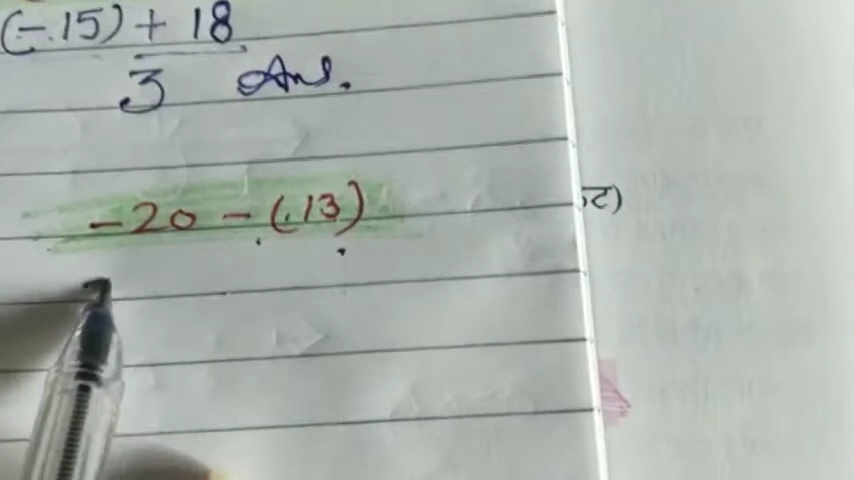 (-.15) + 18
3 Ans.
-20 - (.13)